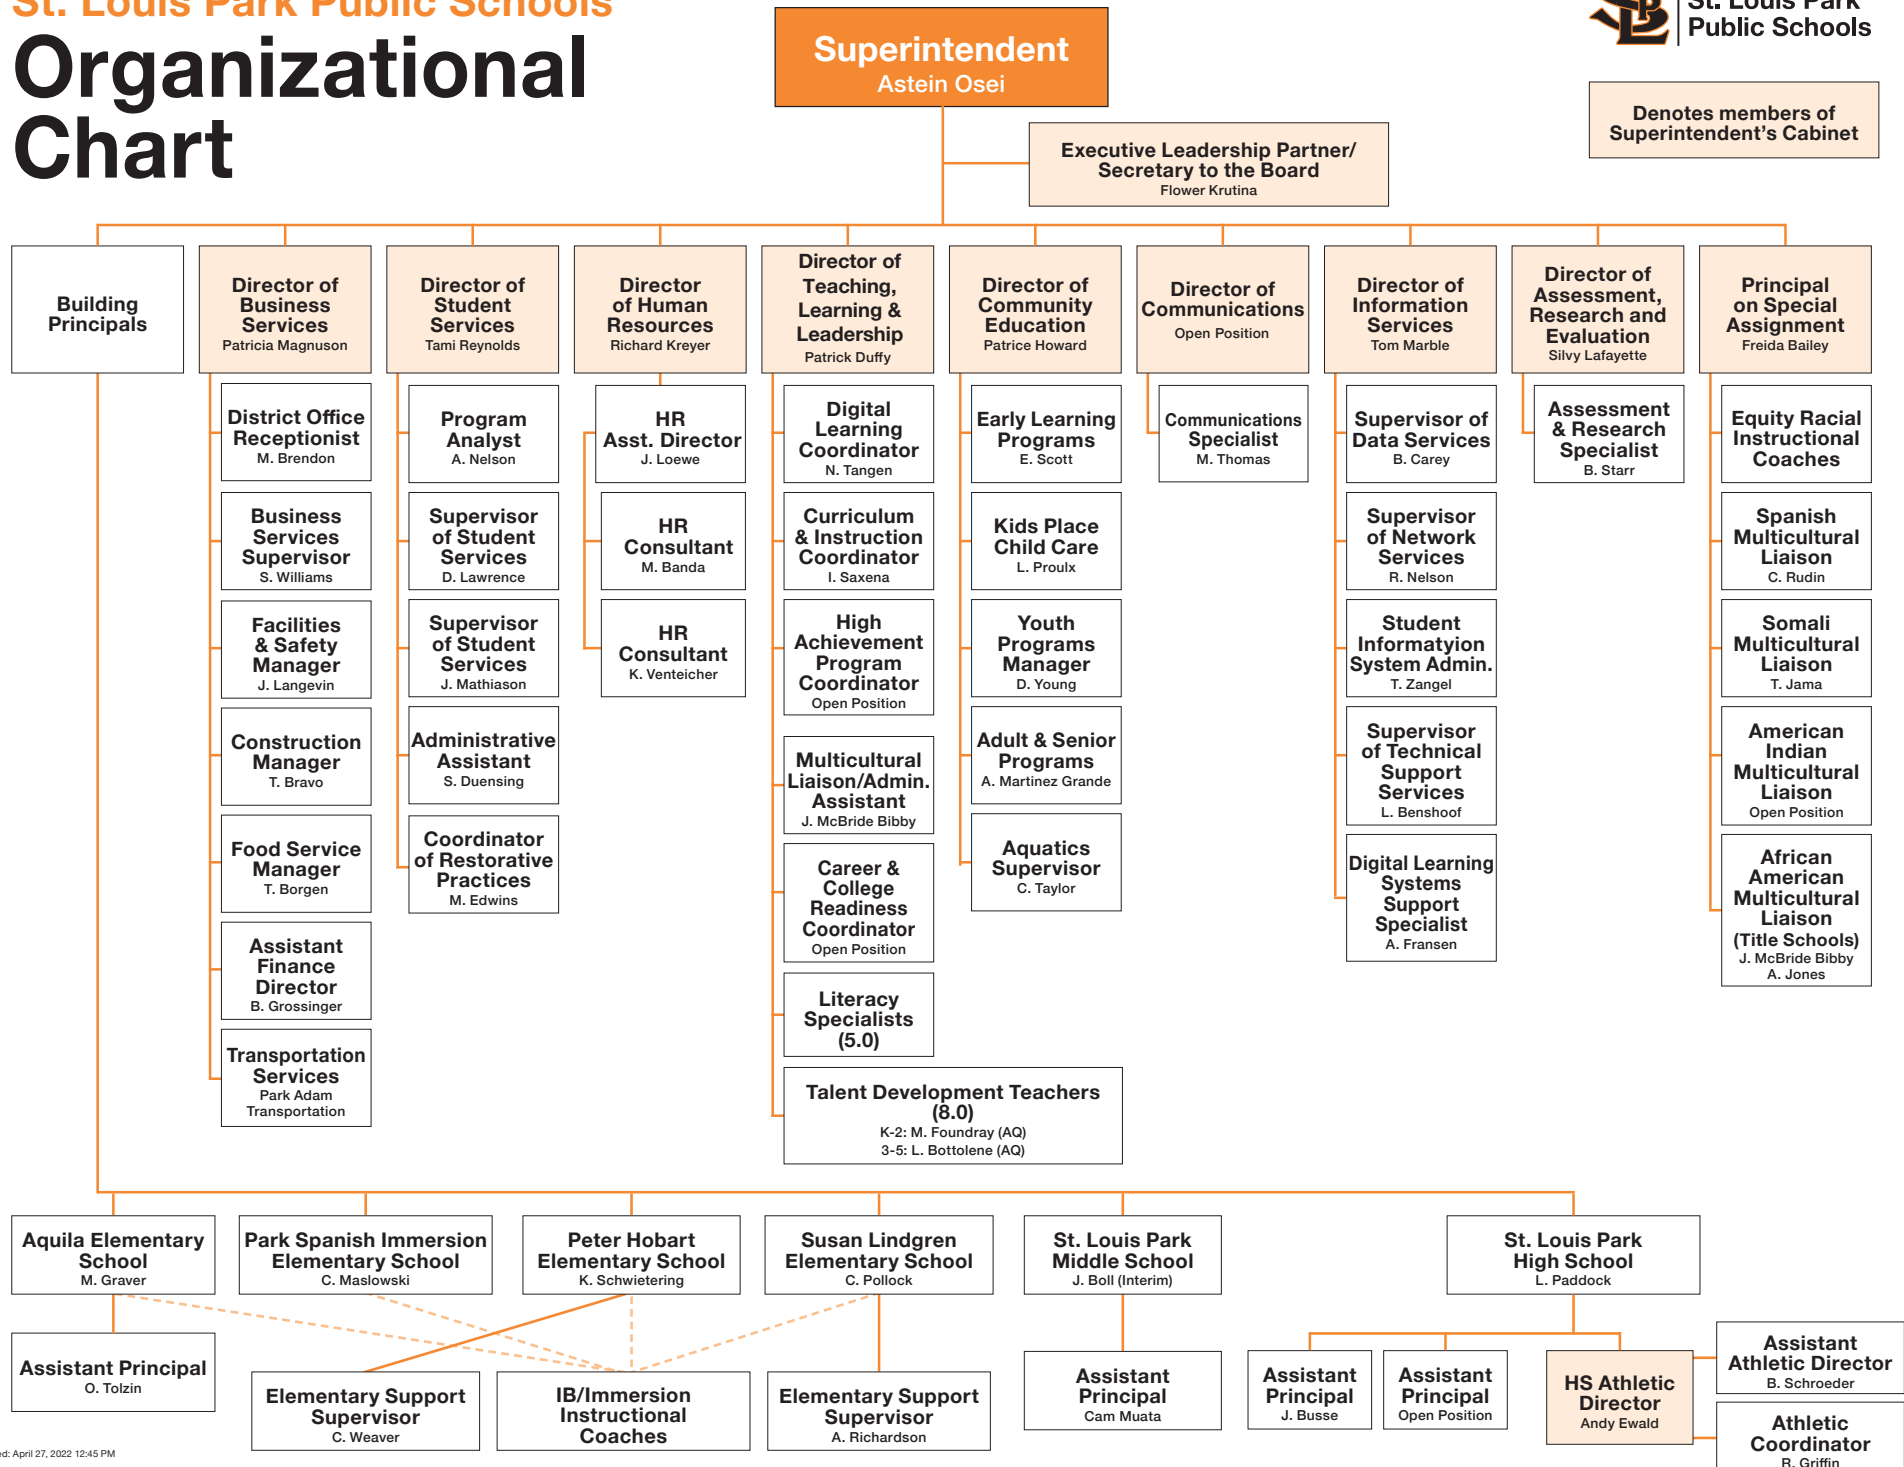 St. Louis Park Public Schools
Organizational
Chart
Superintendent
Astein Osei
St. Louis Park
Public Schools
Denotes members of
Superintendent's Cabinet
Executive Leadership Partner/
Secretary to the Board
Flower Krutina
Building
Principals
Director of
Business
Services
Patricia Magnuson
Director of
Student
Services
Tami Reynolds
Director
of Human
Resources
Richard Kreyer
Director of
Teaching,
Learning &
Leadership
Patrick Duffy
Director of
Community
Education
Patrice Howard
Director of
Communications
Open Position
Director of
Information
Services
Tom Marble
Director of
Assessment,
Research and
Evaluation
Silvy Lafayette
Principal
on Special
Assignment
Freida Bailey
District Office
Receptionist
M. Brendon
Business
Services
Supervisor
S. Williams
Facilities
& Safety
Manager
J. Langevin
Construction
Manager
T. Bravo
Food Service
Manager
T. Borgen
Assistant
Finance
Director
B. Grossinger
Transportation
Services
Park Adam
Transportation
Program
Analyst
A. Nelson
Supervisor
of Student
Services
D. Lawrence
Supervisor
of Student
Services
J. Mathiason
Administrative
Assistant
S. Duensing
Coordinator
of Restorative
Practices
M. Edwins
HR
Asst. Director
J. Loewe
HR
Consultant
M. Banda
HR
Consultant
K. Venteicher
Digital
Learning
Coordinator
N. Tangen
Curriculum
& Instruction
Coordinator
I. Saxena
High
Achievement
Program
Coordinator
Open Position
Multicultural
Liaison/Admin.
Assistant
J. McBride Bibby
Career &
College
Readiness
Coordinator
Open Position
Literacy
Specialists
(5.0)
Talent Development Teachers
(8.0)
K-2: M. Foundray (AQ)
3-5: L. Bottolene (AQ)
Early Learning
Programs
E. Scott
Kids Place
Child Care
L. Proulx
Youth
Programs
Manager
D. Young
Adult & Senior
Programs
A. Martinez Grande
Aquatics
Supervisor
C. Taylor
Communications
Specialist
M. Thomas
Supervisor of
Data Services
B. Carey
Supervisor
of Network
Services
R. Nelson
Student
Informatyion
System Admin.
T. Zangel
Supervisor
of Technical
Support
Services
L. Benshoof
Digital Learning
Systems
Support
Specialist
A. Fransen
Assessment
& Research
Specialist
B. Starr
Equity Racial
Instructional
Coaches
Spanish
Multicultural
Liaison
C. Rudin
Somali
Multicultural
Liaison
T. Jama
American
Indian
Multicultural
Liaison
Open Position
African
American
Multicultural
Liaison
(Title Schools)
J. McBride Bibby
A. Jones
Aquila Elementary
School
M. Graver
Park Spanish Immersion
Elementary School
C. Maslowski
Peter Hobart
Elementary School
K. Schwietering
Susan Lindgren
Elementary School
C. Pollock
St. Louis Park
Middle School
J. Boll (Interim)
St. Louis Park
High School
L. Paddock
Assistant Principal
O. Tolzin
Elementary Support
Supervisor
C. Weaver
IB/Immersion
Instructional
Coaches
Elementary Support
Supervisor
A. Richardson
Assistant
Principal
Cam Muata
Assistant
Principal
J. Busse
Assistant
Principal
Open Position
HS Athletic
Director
Andy Ewald
Assistant
Athletic Director
B. Schroeder
Athletic
Coordinator
R. Griffin
ed: April 27, 2022 12:45 PM